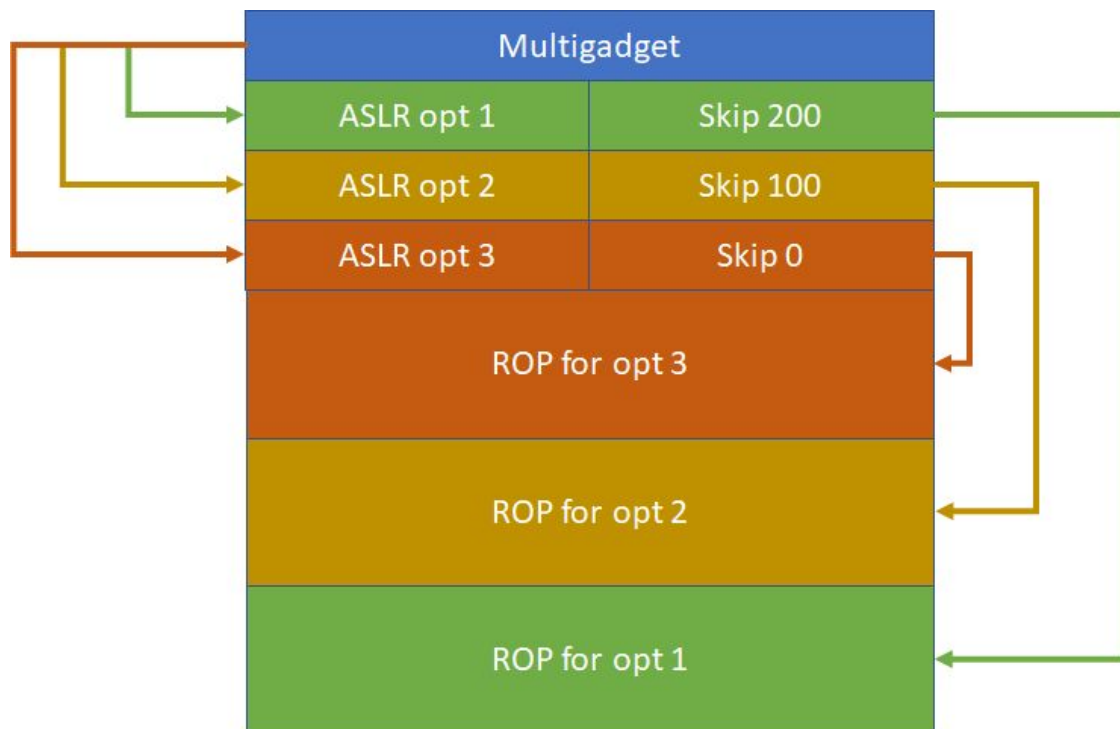 Multigadget
ASLR opt 1 Skip 200
ASLR opt 2 Skip 100
ASLR opt 3 Skip 0
ROP for opt 3
ROP for opt 2
ROP for opt 1